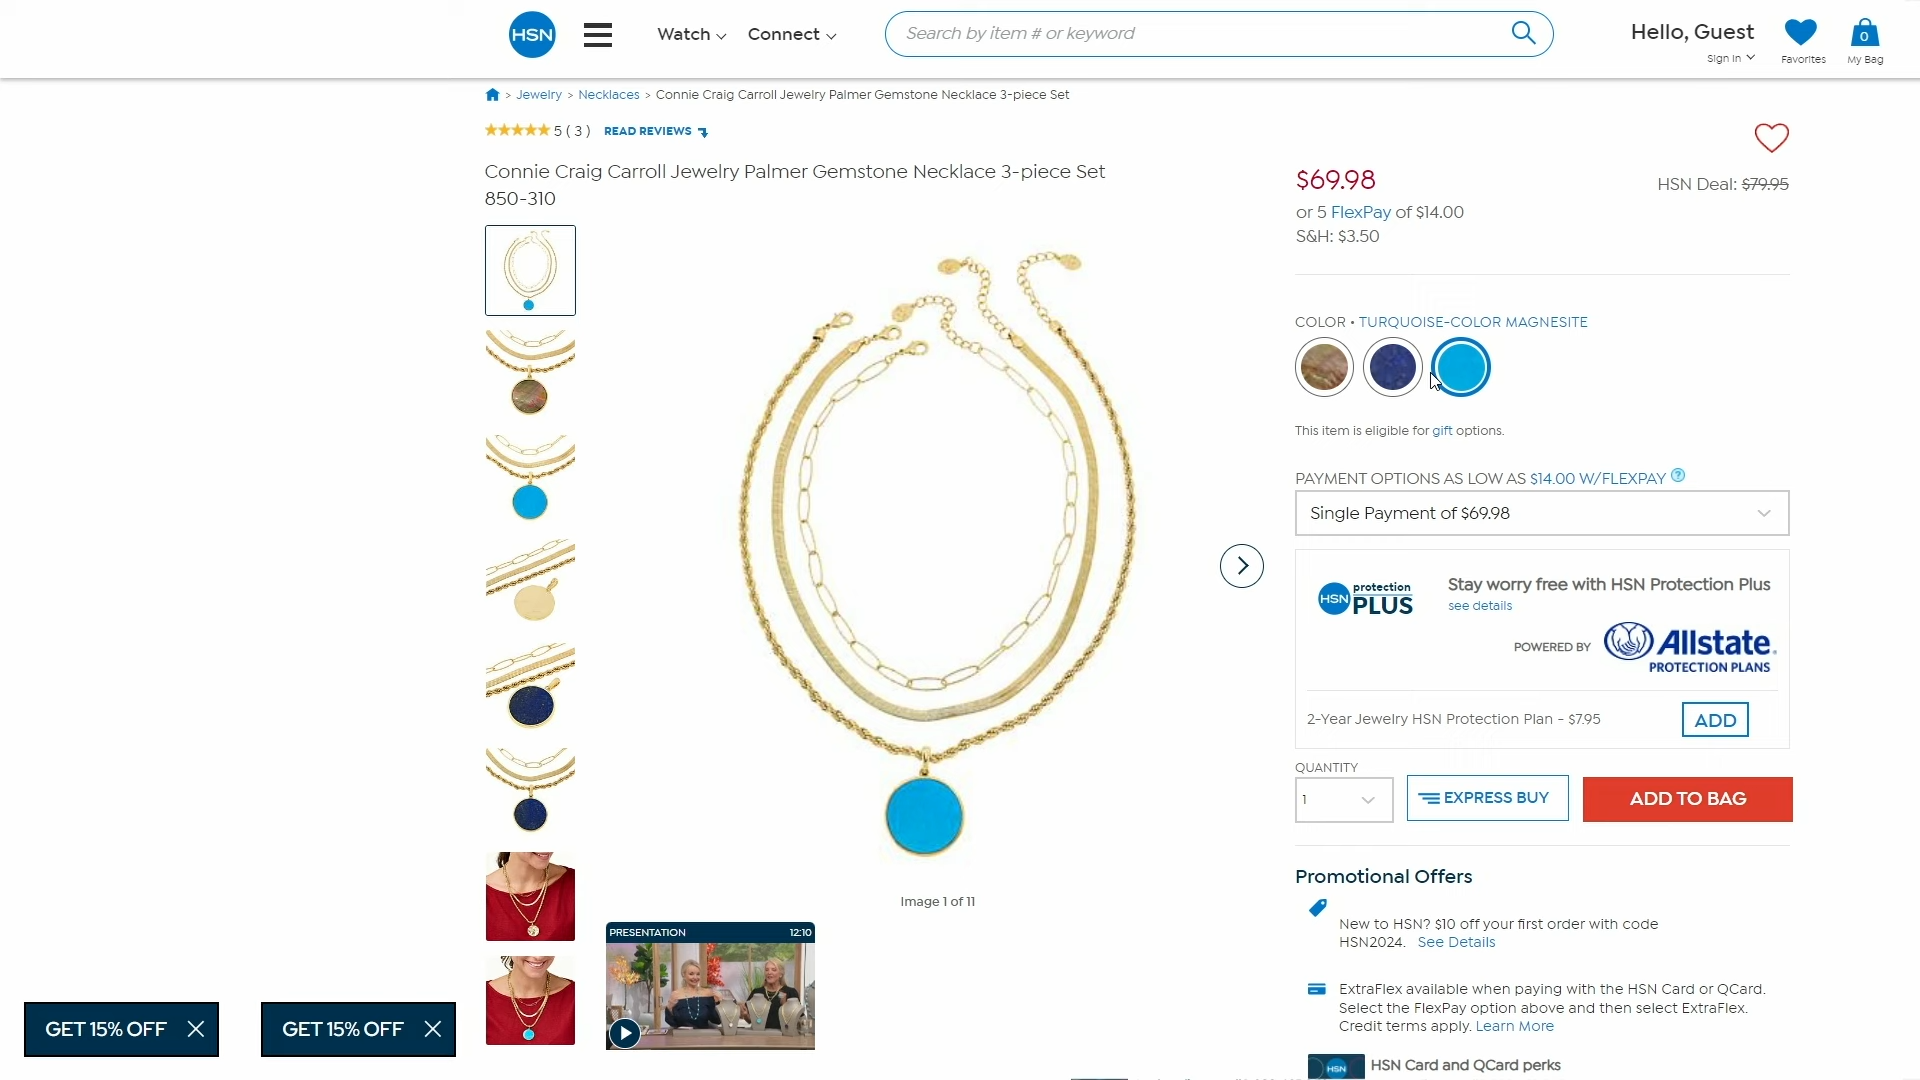 HSN
Watch
Connect
Search by item # or keyword
Hello, Guest
Sign In
Favorites
0
My Bag
> Jewelry > Necklaces > Connie Craig Carroll Jewelry Palmer Gemstone Necklace 3-piece Set
5 ( 3 ) READ REVIEWS
Connie Craig Carroll Jewelry Palmer Gemstone Necklace 3-piece Set
850-310
$69.98
HSN Deal: $79.95
or 5 FlexPay of $14.00
S&H: $3.50
COLOR • TURQUOISE-COLOR MAGNESITE
This item is eligible for gift options.
PAYMENT OPTIONS AS LOW AS $14.00 W/FLEXPAY ?
Single Payment of $69.98
HSN protection PLUS
Stay worry free with HSN Protection Plus
see details
POWERED BY
Allstate
PROTECTION PLANS
2-Year Jewelry HSN Protection Plan - $7.95
ADD
QUANTITY
1
EXPRESS BUY
ADD TO BAG
Image 1 of 11
PRESENTATION 12:10
Promotional Offers
New to HSN? $10 off your first order with code
HSN2024. See Details
ExtraFlex available when paying with the HSN Card or QCard.
Select the FlexPay option above and then select ExtraFlex.
Credit terms apply. Learn More
HSN
HSN Card and QCard perks
GET 15% OFF
GET 15% OFF